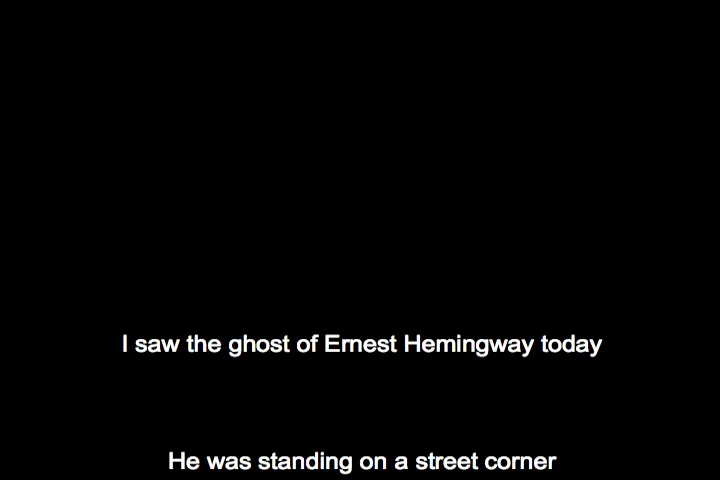 I saw the ghost of Ernest Hemingway today
He was standing on a street corner